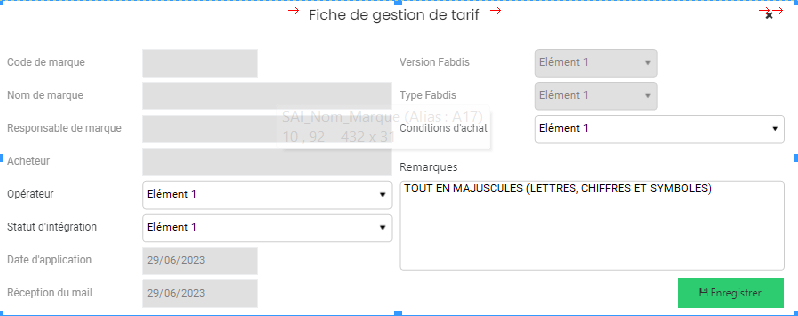 Fiche de gestion de tarif
Code de marque
Version Fabdis
Elément 1
Nom de marque
Type Fabdis
Elément 1
SAI_Nom_Marque (Alias : A17)
10 , 92 432 x 31
Responsable de marque
Conditions d'achat
Elément 1
Acheteur
Remarques
Opérateur
Elément 1
TOUT EN MAJUSCULES (LETTRES, CHIFFRES ET SYMBOLES)
Statut d'intégration
Elément 1
Date d'application
29/06/2023
Réception du mail
29/06/2023
Enregistrer